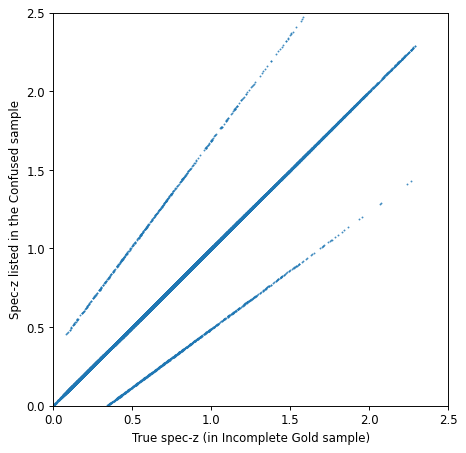 2.5
2.0
1.5
1.0
0.5
0.0
Spec-z listed in the Confused sample
0.0 0.5 1.0 1.5 2.0 2.5
True spec-z (in Incomplete Gold sample)